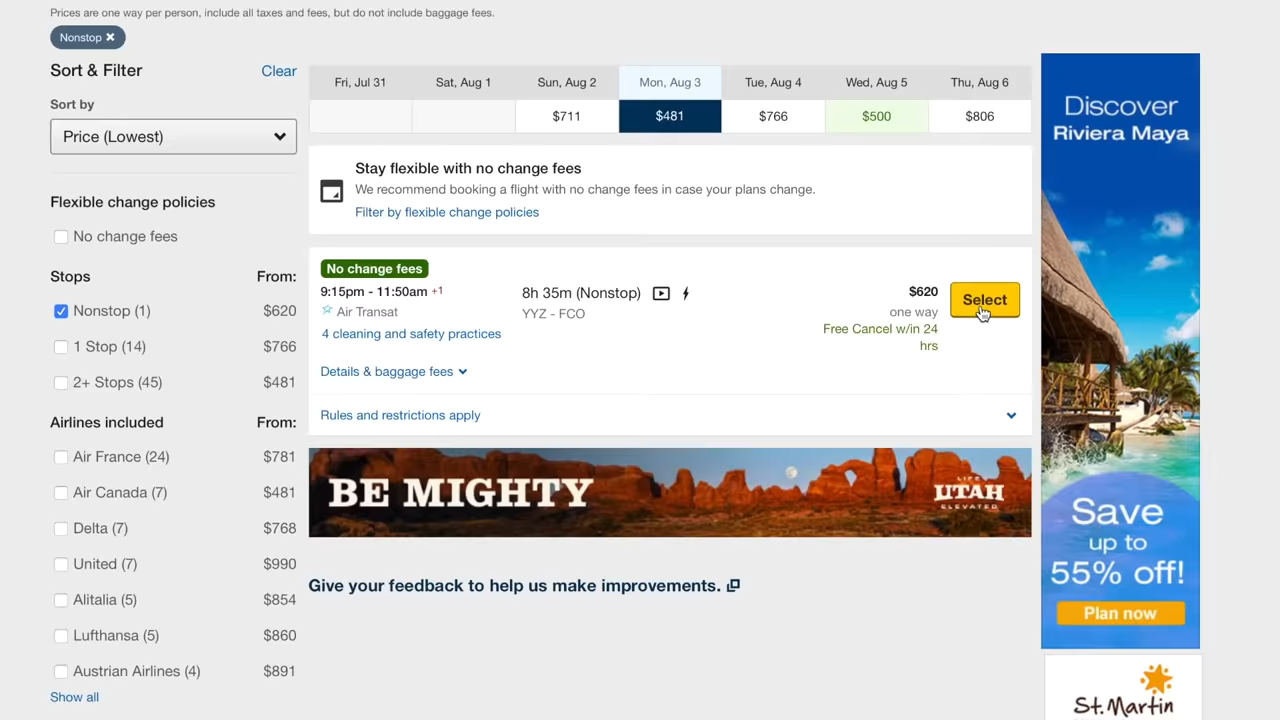 Prices are one way per person, include all taxes and fees, but do not include baggage fees.
Nonstop ✖
Sort & Filter
Clear
Sort by
Price (Lowest)
Flexible change policies
No change fees
Stops From:
Nonstop (1) $620
1 Stop (14) $766
2+ Stops (45) $481
Airlines included From:
Air France (24) $781
Air Canada (7) $481
Delta (7) $768
United (7) $990
Alitalia (5) $854
Lufthansa (5) $860
Austrian Airlines (4) $891
Show all
Fri, Jul 31 Sat, Aug 1 Sun, Aug 2 Mon, Aug 3 Tue, Aug 4 Wed, Aug 5 Thu, Aug 6
$711 $481 $766 $500 $806
Stay flexible with no change fees
We recommend booking a flight with no change fees in case your plans change.
Filter by flexible change policies
No change fees
9:15pm - 11:50am +1
Air Transat
4 cleaning and safety practices
8h 35m (Nonstop)
YYZ - FCO
$620
one way
Free Cancel w/in 24
hrs
Select
Details & baggage fees
Rules and restrictions apply
BE MIGHTY
LIFE
UTAH
ELEVATED
Give your feedback to help us make improvements.
Discover
Riviera Maya
Save
up to
55% off!
Plan now
St. Martin